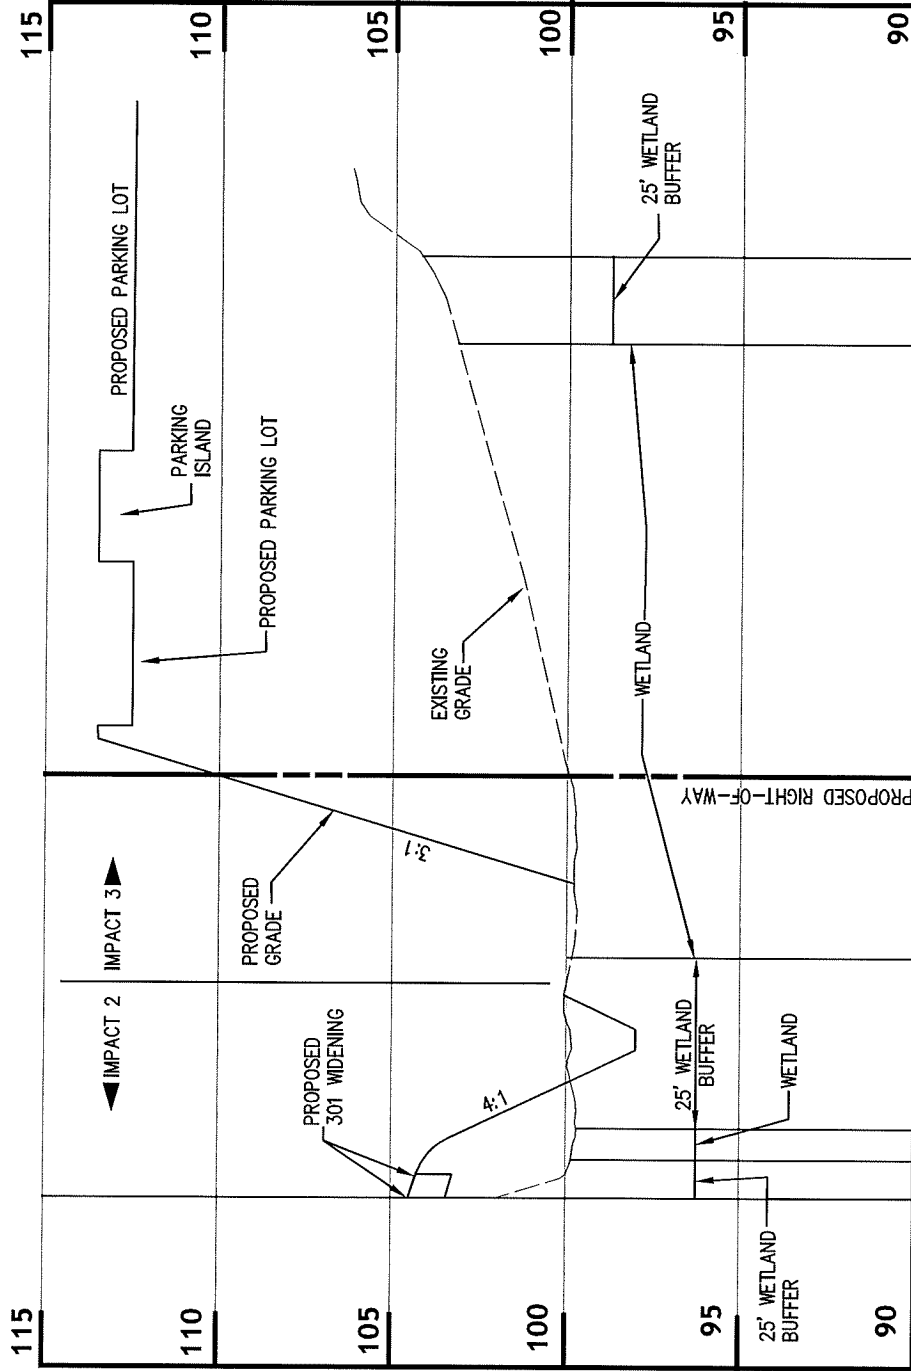 115
110
105
100
95
90
115
110
105
100
95
90
IMPACT 2
IMPACT 3
PROPOSED
301 WIDENING
4:1
PROPOSED
GRADE
3:1
PROPOSED PARKING LOT
PARKING
ISLAND
PROPOSED PARKING LOT
EXISTING
GRADE
PROPOSED RIGHT-OF-WAY
25' WETLAND
BUFFER
WETLAND
25' WETLAND
BUFFER
WETLAND
25' WETLAND
BUFFER